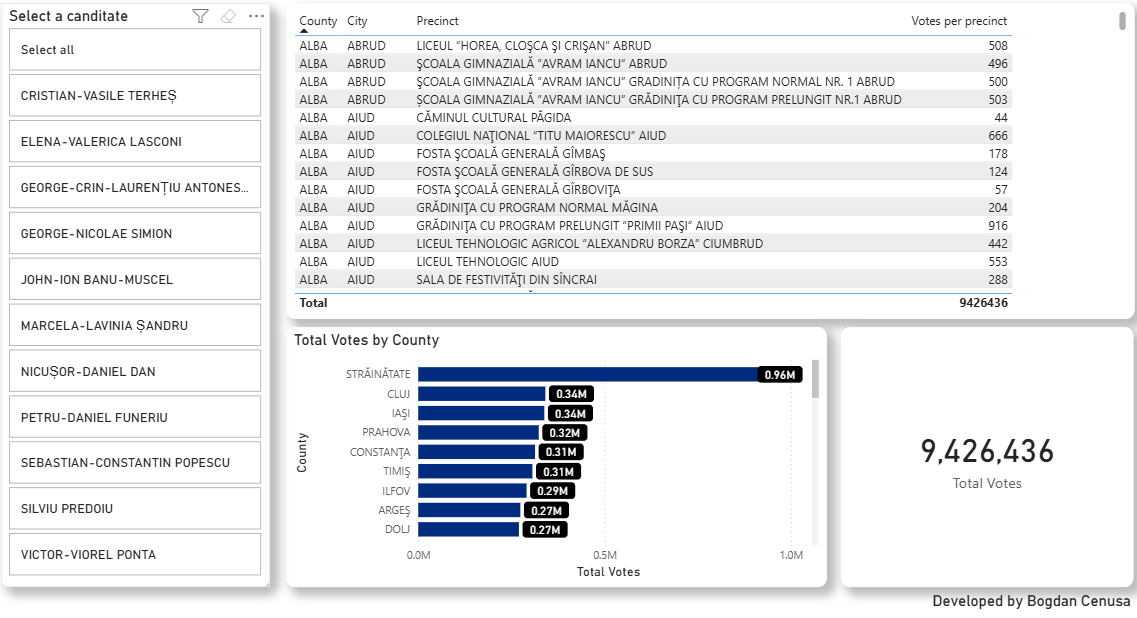 Select a canditate
Select all
CRISTIAN-VASILE TERHEȘ
ELENA-VALERICA LASCONI
GEORGE-CRIN-LAURENȚIU ANTONES...
GEORGE-NICOLAE SIMION
JOHN-ION BANU-MUSCEL
MARCELA-LAVINIA ȘANDRU
NICUȘOR-DANIEL DAN
PETRU-DANIEL FUNERIU
SEBASTIAN-CONSTANTIN POPESCU
SILVIU PREDOIU
VICTOR-VIOREL PONTA
County City Precinct Votes per precinct
ALBA ABRUD LICEUL “HOREA, CLOŞCA ŞI CRIŞAN” ABRUD 508
ALBA ABRUD ŞCOALA GIMNAZIALĂ “AVRAM IANCU” ABRUD 496
ALBA ABRUD ŞCOALA GIMNAZIALĂ “AVRAM IANCU” GRADINIȚA CU PROGRAM NORMAL NR. 1 ABRUD 500
ALBA ABRUD ȘCOALA GIMNAZIALĂ “AVRAM IANCU” GRĂDINIŢA CU PROGRAM PRELUNGIT NR.1 ABRUD 503
ALBA AIUD CĂMINUL CULTURAL PĂGIDA 44
ALBA AIUD COLEGIUL NAŢIONAL “TITU MAIORESCU” AIUD 666
ALBA AIUD FOSTA ŞCOALĂ GENERALĂ GÎMBAŞ 178
ALBA AIUD FOSTA ŞCOALĂ GENERALĂ GÎRBOVA DE SUS 124
ALBA AIUD FOSTA ŞCOALĂ GENERALĂ GÎRBOVIŢA 57
ALBA AIUD GRĂDINIŢA CU PROGRAM NORMAL MĂGINA 204
ALBA AIUD GRĂDINIŢA CU PROGRAM PRELUNGIT “PRIMII PAŞI” AIUD 916
ALBA AIUD LICEUL TEHNOLOGIC AGRICOL “ALEXANDRU BORZA” CIUMBRUD 442
ALBA AIUD LICEUL TEHNOLOGIC AIUD 553
ALBA AIUD SALA DE FESTIVITĂŢI DIN SÎNCRAI 288
Total 9426436
Total Votes by County
County
STRĂINĂTATE 0.96M
CLUJ 0.34M
IAŞI 0.34M
PRAHOVA 0.32M
CONSTANŢA 0.31M
TIMIŞ 0.31M
ILFOV 0.29M
ARGEŞ 0.27M
DOLJ 0.27M
0.0M 0.5M 1.0M
Total Votes
9,426,436
Total Votes
Developed by Bogdan Cenusa